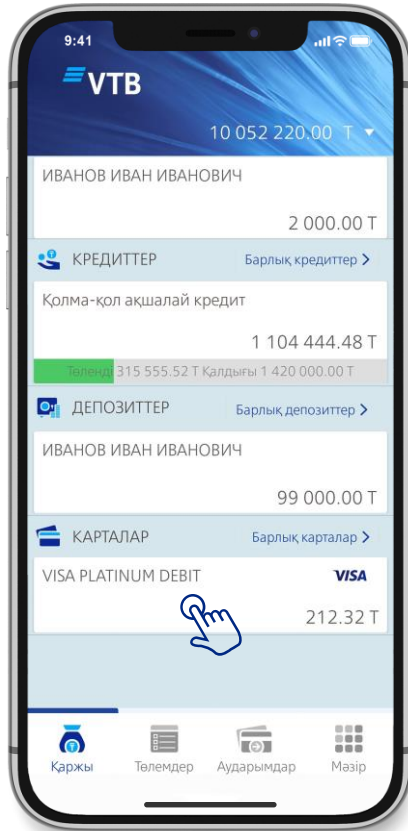 9:41
VTB
10 052 220.00 Т
ИВАНОВ ИВАН ИВАНОВИЧ
2 000.00 Т
КРЕДИТТЕР Барлық кредиттер >
Қолма-қол ақшалай кредит
1 104 444.48 Т
Төленді 315 555.52 Т Қалдығы 1 420 000.00 Т
ДЕПОЗИТТЕР Барлық депозиттер >
ИВАНОВ ИВАН ИВАНОВИЧ
99 000.00 Т
КАРТАЛАР Барлық карталар >
VISA PLATINUM DEBIT VISA
212.32 Т
Қаржы Төлемдер Аударымдар Мәзір